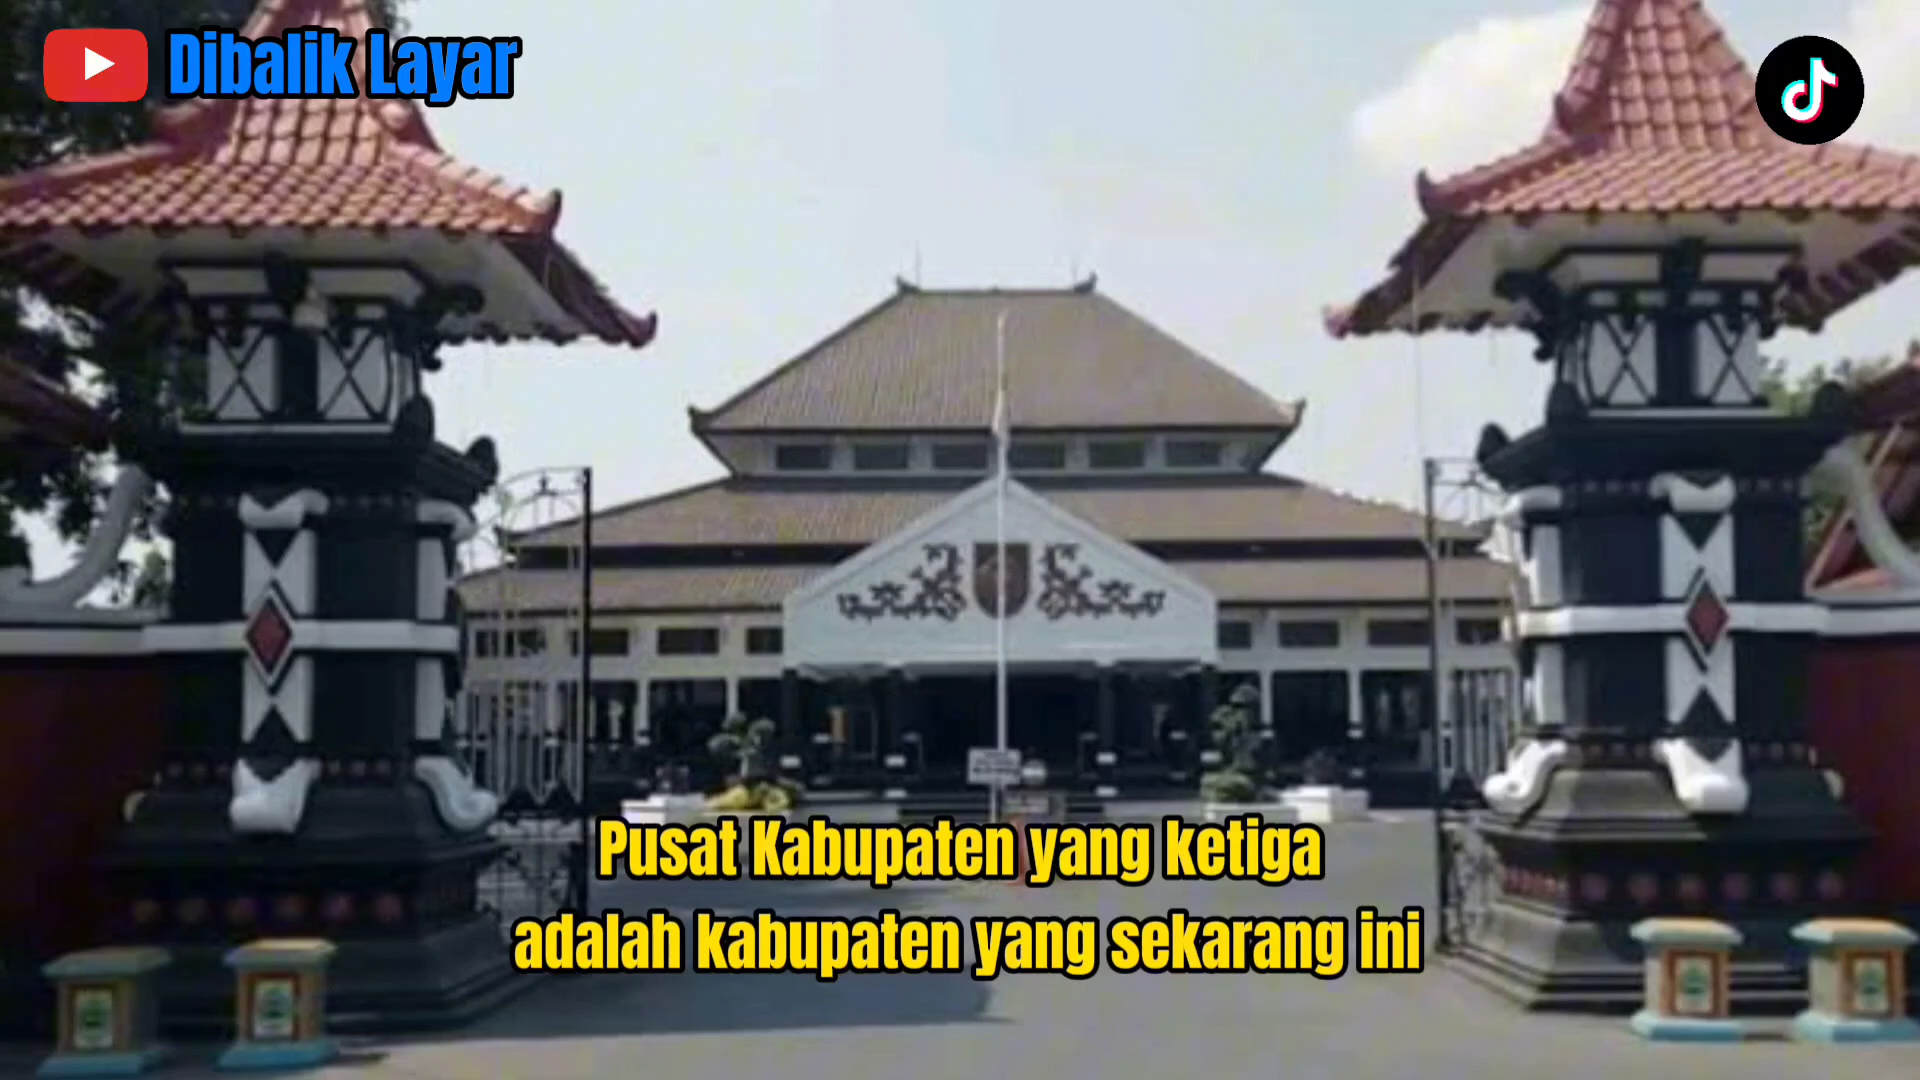 Dibalik Layar
Pusat Kabupaten yang ketiga
adalah kabupaten yang sekarang ini